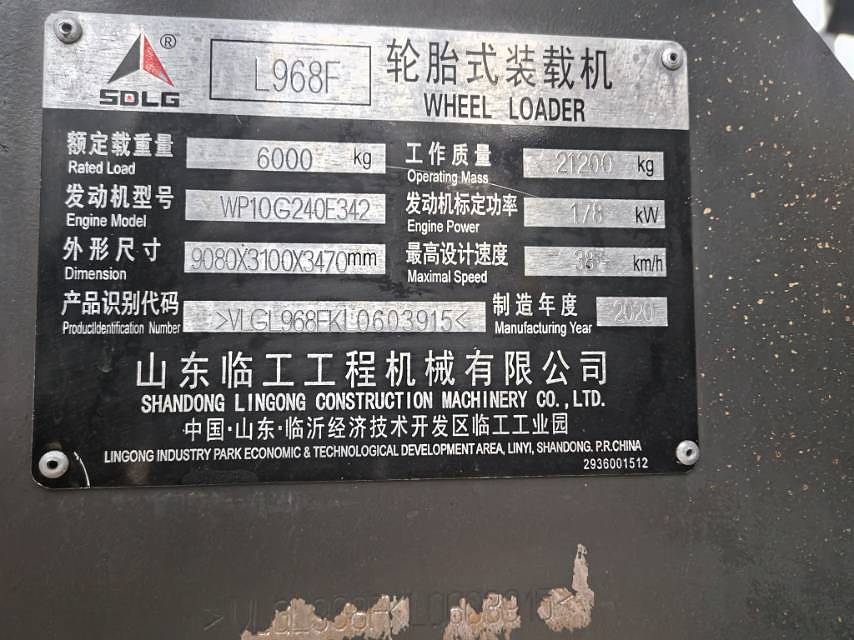 SDLG ® L968F 轮胎式装载机
WHEEL LOADER
额定载重量 6000 kg 工作质量 21200 kg
Rated Load Operating Mass
发动机型号 WP10G240E342 发动机标定功率 178 kW
Engine Model Engine Power
外形尺寸 9080X3100X3470mm 最高设计速度 38 km/h
Dimension Maximal Speed
产品识别代码 >VLGL968FKL0603915< 制造年度 2020
ProductIdentification Number Manufacturing Year
山东临工工程机械有限公司
SHANDONG LINGONG CONSTRUCTION MACHINERY CO.,LTD.
中国·山东·临沂经济技术开发区临工工业园
LINGONG INDUSTRY PARK ECONOMIC & TECHNOLOGICAL DEVELOPMENT AREA, LINYI, SHANDONG. P.R.CHINA
2936001512
>VLGL968FKL0603915<